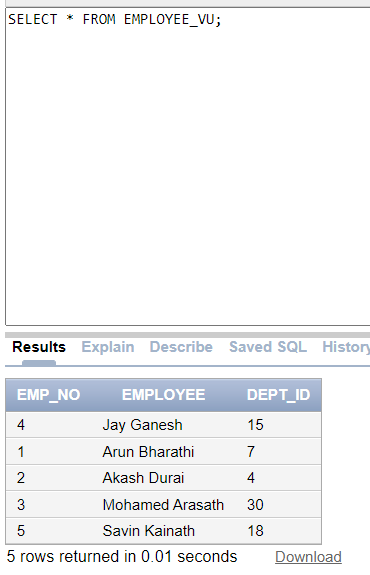 SELECT * FROM EMPLOYEE_VU;
Results Explain Describe Saved SQL History
EMP_NO EMPLOYEE DEPT_ID
4 Jay Ganesh 15
1 Arun Bharathi 7
2 Akash Durai 4
3 Mohamed Arasath 30
5 Savin Kainath 18
5 rows returned in 0.01 seconds Download